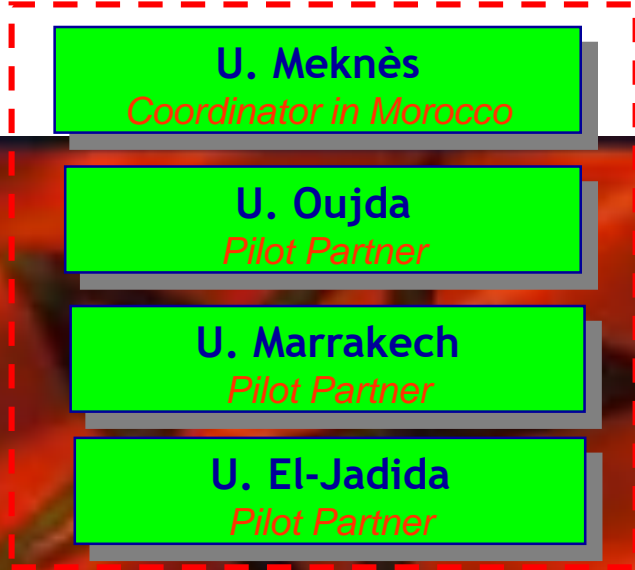 U. Meknès
Coordinator in Morocco
U. Oujda
Pilot Partner
U. Marrakech
Pilot Partner
U. El-Jadida
Pilot Partner